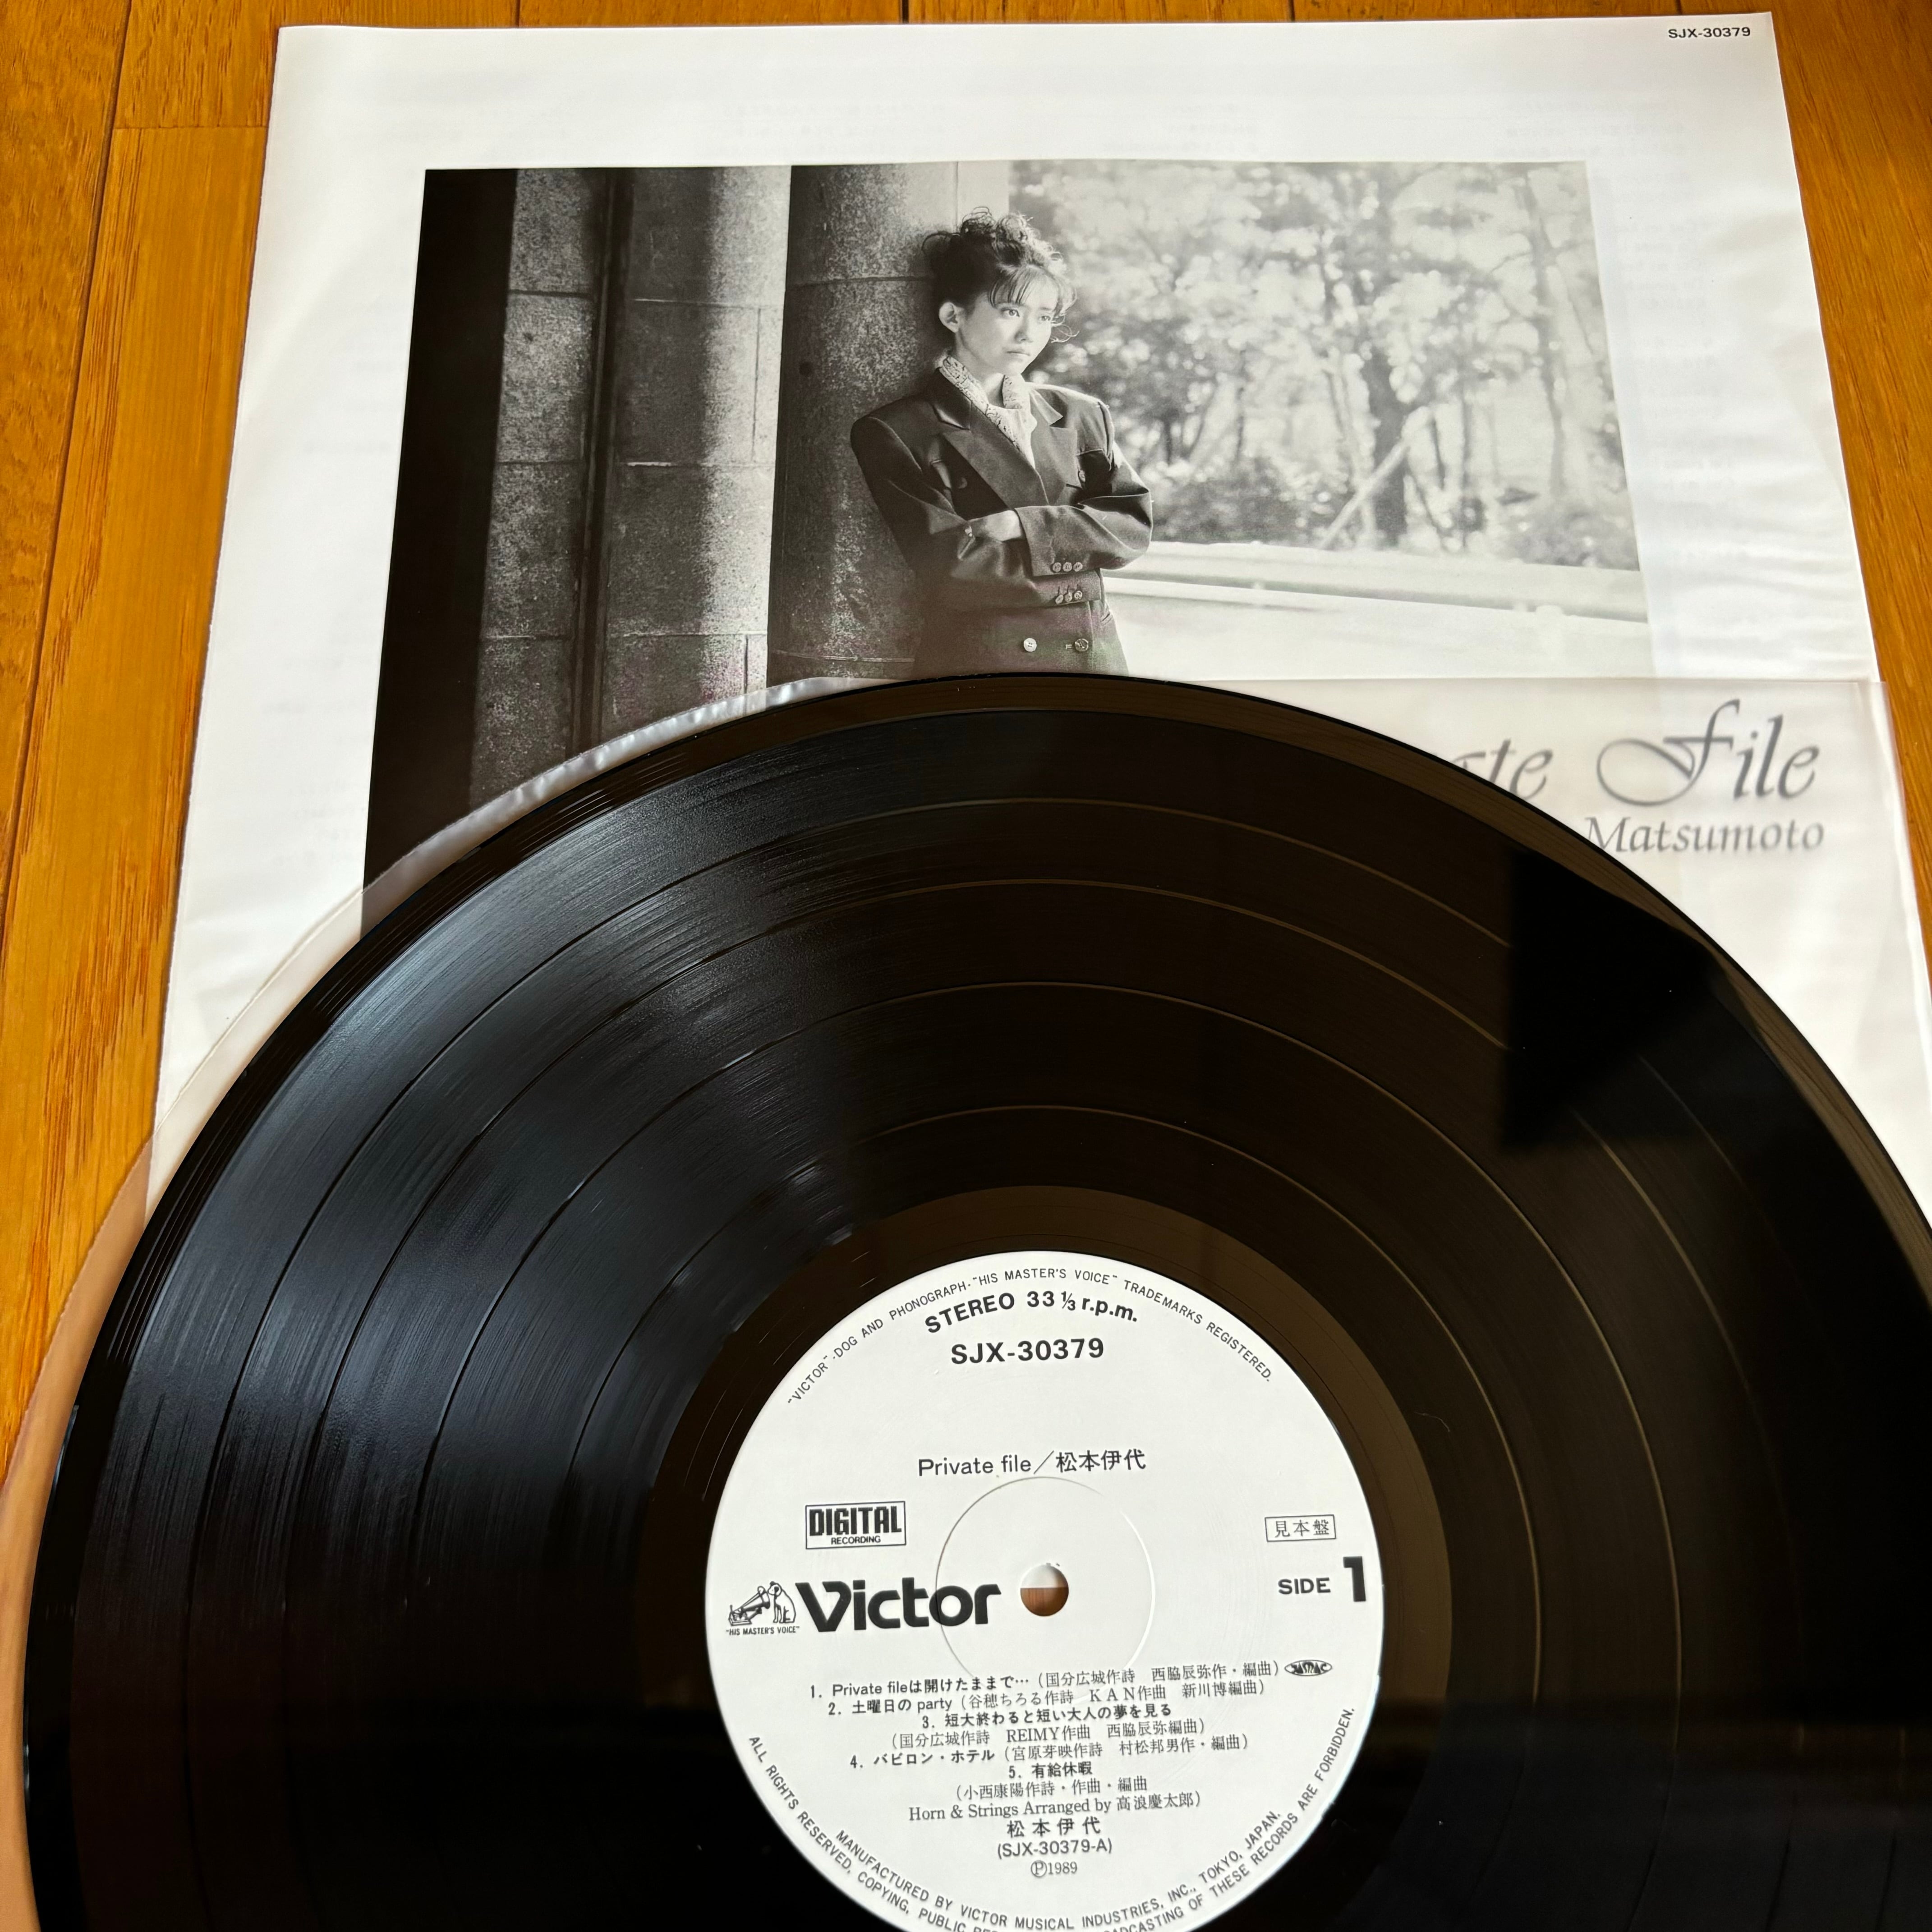 SJX-30379
File
Matsumoto
"VICTOR"-DOG AND PHONOGRAPH-"HIS MASTER'S VOICE" TRADEMARKS REGISTERED.
STEREO 33⅓ r.p.m.
SJX-30379
Private file／松本伊代
DIGITAL
RECORDING
見本盤
SIDE 1
Victor
"HIS MASTER'S VOICE"
1. Private fileは開けたままで…（国分広城作詩 西脇辰弥作・編曲）
2. 土曜日の party（谷穂ちろる作詩 KAN作曲 新川博編曲）
3. 短大終わると短い大人の夢を見る
（国分広城作詩 REIMY作曲 西脇辰弥編曲）
4. バビロン・ホテル（宮原芽映作詩 村松邦男作・編曲）
5. 有給休暇
（小西康陽作詩・作曲・編曲
Horn & Strings Arranged by 高浪慶太郎）
松本伊代
(SJX-30379-A)
Ⓟ1989
MANUFACTURED BY VICTOR MUSICAL INDUSTRIES, INC., TOKYO, JAPAN.
ALL RIGHTS RESERVED, COPYING, PUBLIC BROADCASTING OF THESE RECORDS ARE FORBIDDEN.